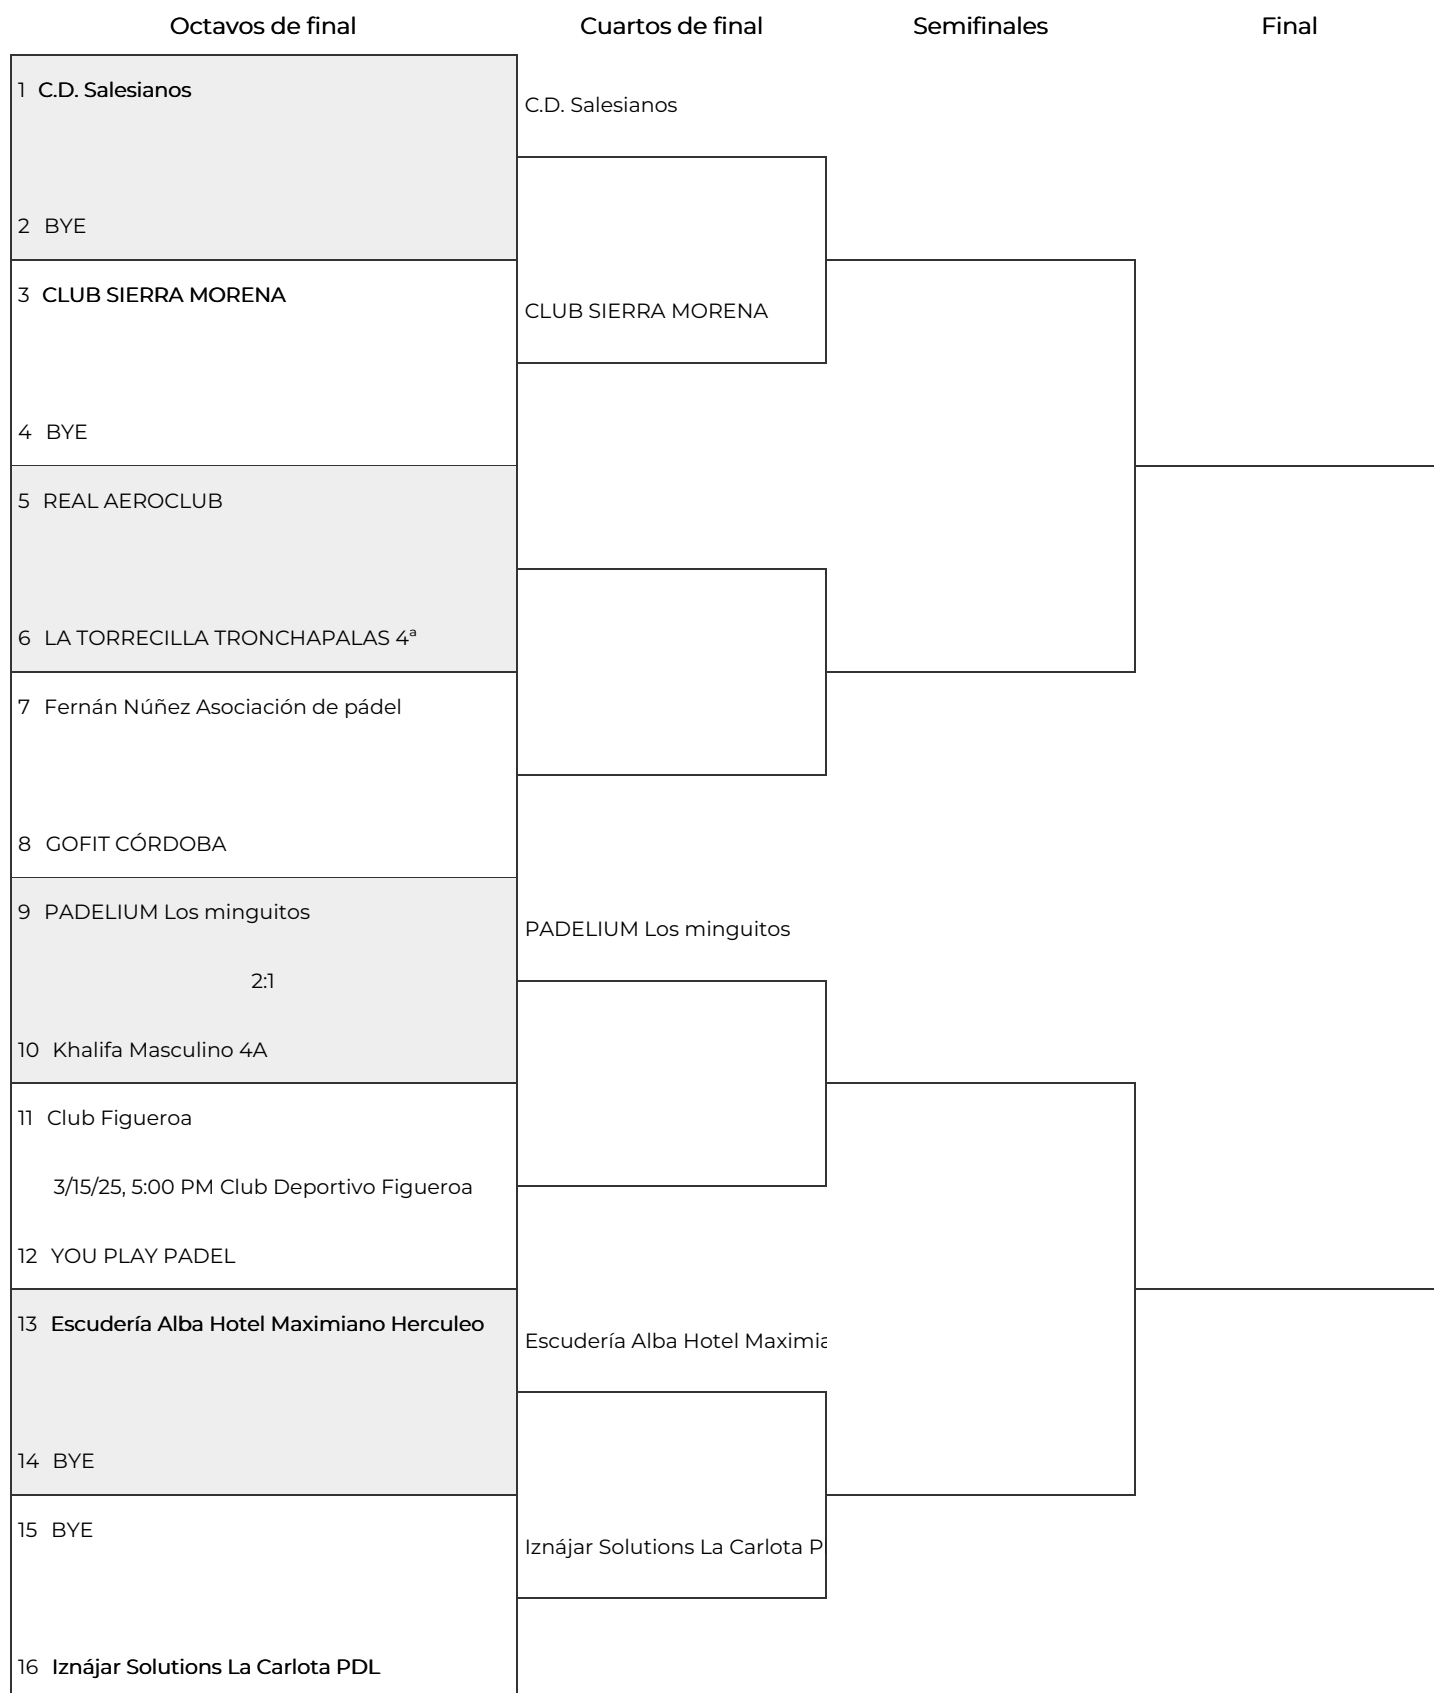 Octavos de final
Cuartos de final
Semifinales
Final
1 C.D. Salesianos
C.D. Salesianos
2 BYE
3 CLUB SIERRA MORENA
CLUB SIERRA MORENA
4 BYE
5 REAL AEROCLUB
6 LA TORRECILLA TRONCHAPALAS 4ª
7 Fernán Núñez Asociación de pádel
8 GOFIT CÓRDOBA
9 PADELIUM Los minguitos
PADELIUM Los minguitos
2:1
10 Khalifa Masculino 4A
11 Club Figueroa
3/15/25, 5:00 PM Club Deportivo Figueroa
12 YOU PLAY PADEL
13 Escudería Alba Hotel Maximiano Herculeo
Escudería Alba Hotel Maximia
14 BYE
15 BYE
Iznájar Solutions La Carlota P
16 Iznájar Solutions La Carlota PDL